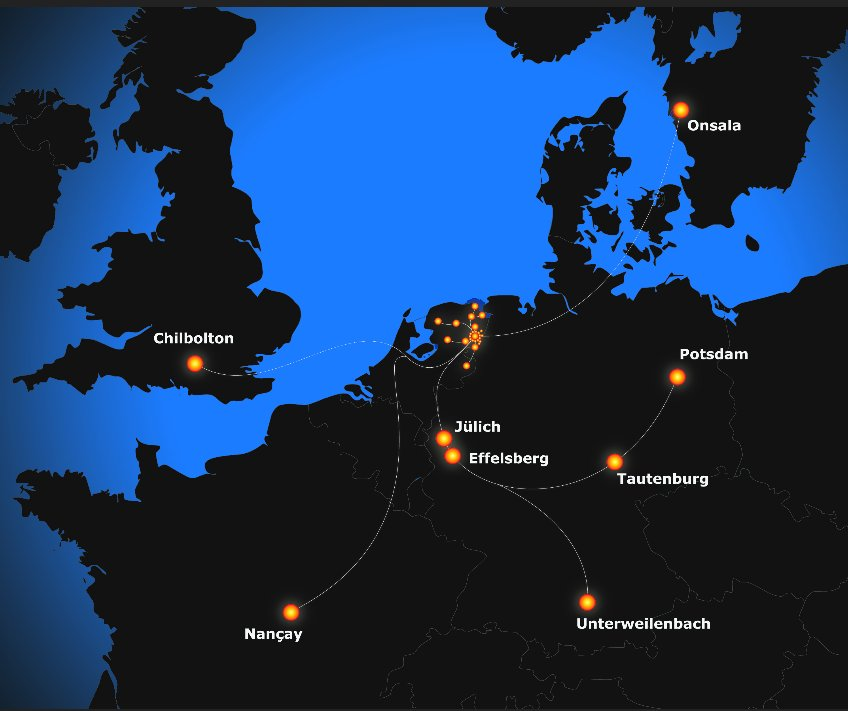 Onsala
Chilbolton
Potsdam
Jülich
Effelsberg
Tautenburg
Unterweilenbach
Nançay